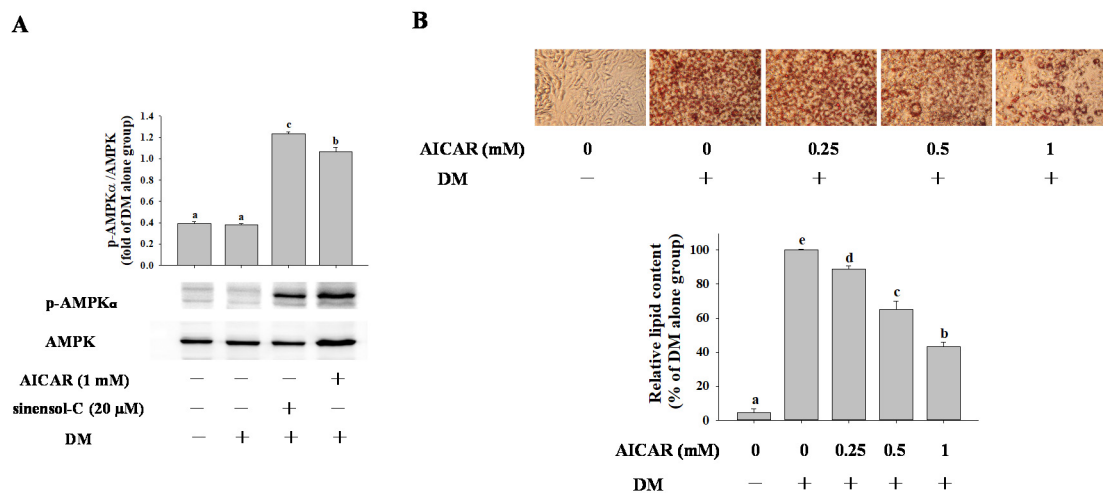 A
p-AMPKα /AMPK
(fold of DM alone group)
1.4
1.2
1.0
0.8
0.6
0.4
0.2
0.0
a
a
c
b
p-AMPKα
AMPK
AICAR (1 mM) — — — +
sinensol-C (20 μM) — — + —
DM — + + +
B
AICAR (mM) 0 0 0.25 0.5 1
DM — + + + +
Relative lipid content
(% of DM alone group)
100
80
60
40
20
0
a
e
d
c
b
AICAR (mM) 0 0 0.25 0.5 1
DM — + + + +